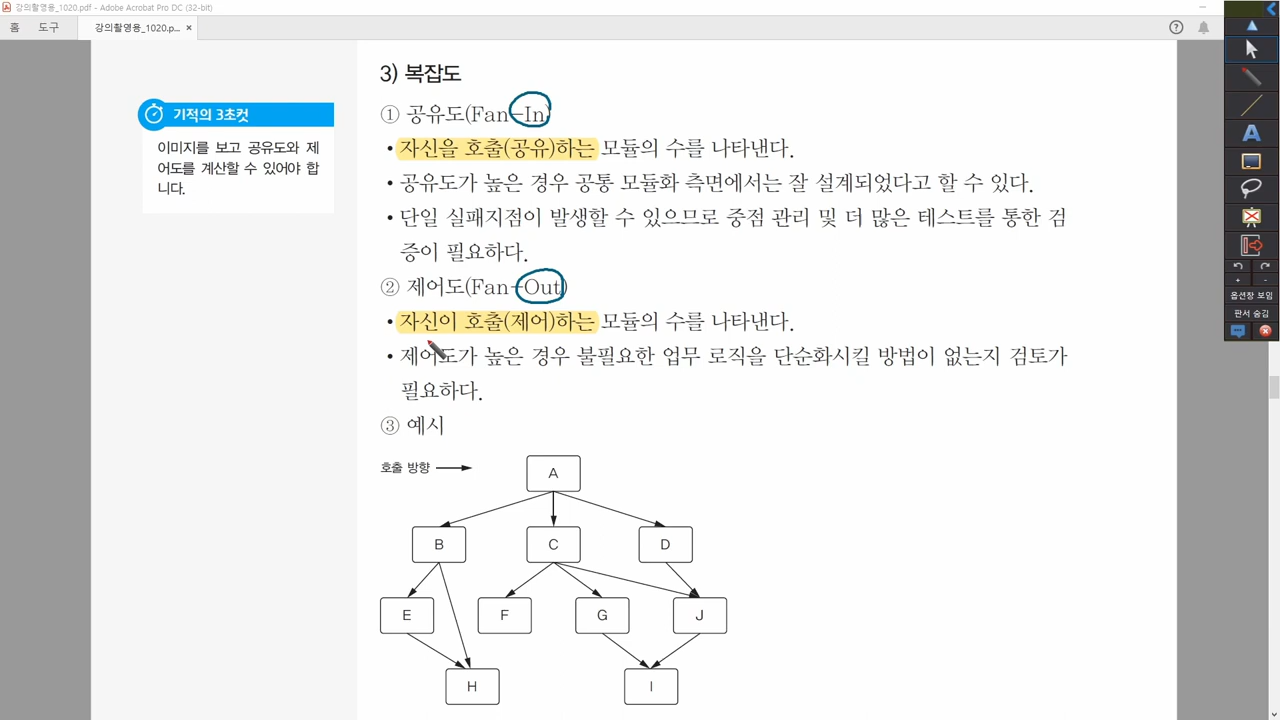 강의촬영용_1020.pdf - Adobe Acrobat Pro DC (32-bit)
홈 도구 강의촬영용_1020.p... ×
기적의 3초컷
이미지를 보고 공유도와 제
어도를 계산할 수 있어야 합
니다.
3) 복잡도
① 공유도(Fan-In)
• 자신을 호출(공유)하는 모듈의 수를 나타낸다.
• 공유도가 높은 경우 공통 모듈화 측면에서는 잘 설계되었다고 할 수 있다.
• 단일 실패지점이 발생할 수 있으므로 중점 관리 및 더 많은 테스트를 통한 검
증이 필요하다.
② 제어도(Fan-Out)
• 자신이 호출(제어)하는 모듈의 수를 나타낸다.
• 제어도가 높은 경우 불필요한 업무 로직을 단순화시킬 방법이 없는지 검토가
필요하다.
③ 예시
호출 방향
A
B C D
E F G J
H I
A
옵션창 보임
판서 숨김